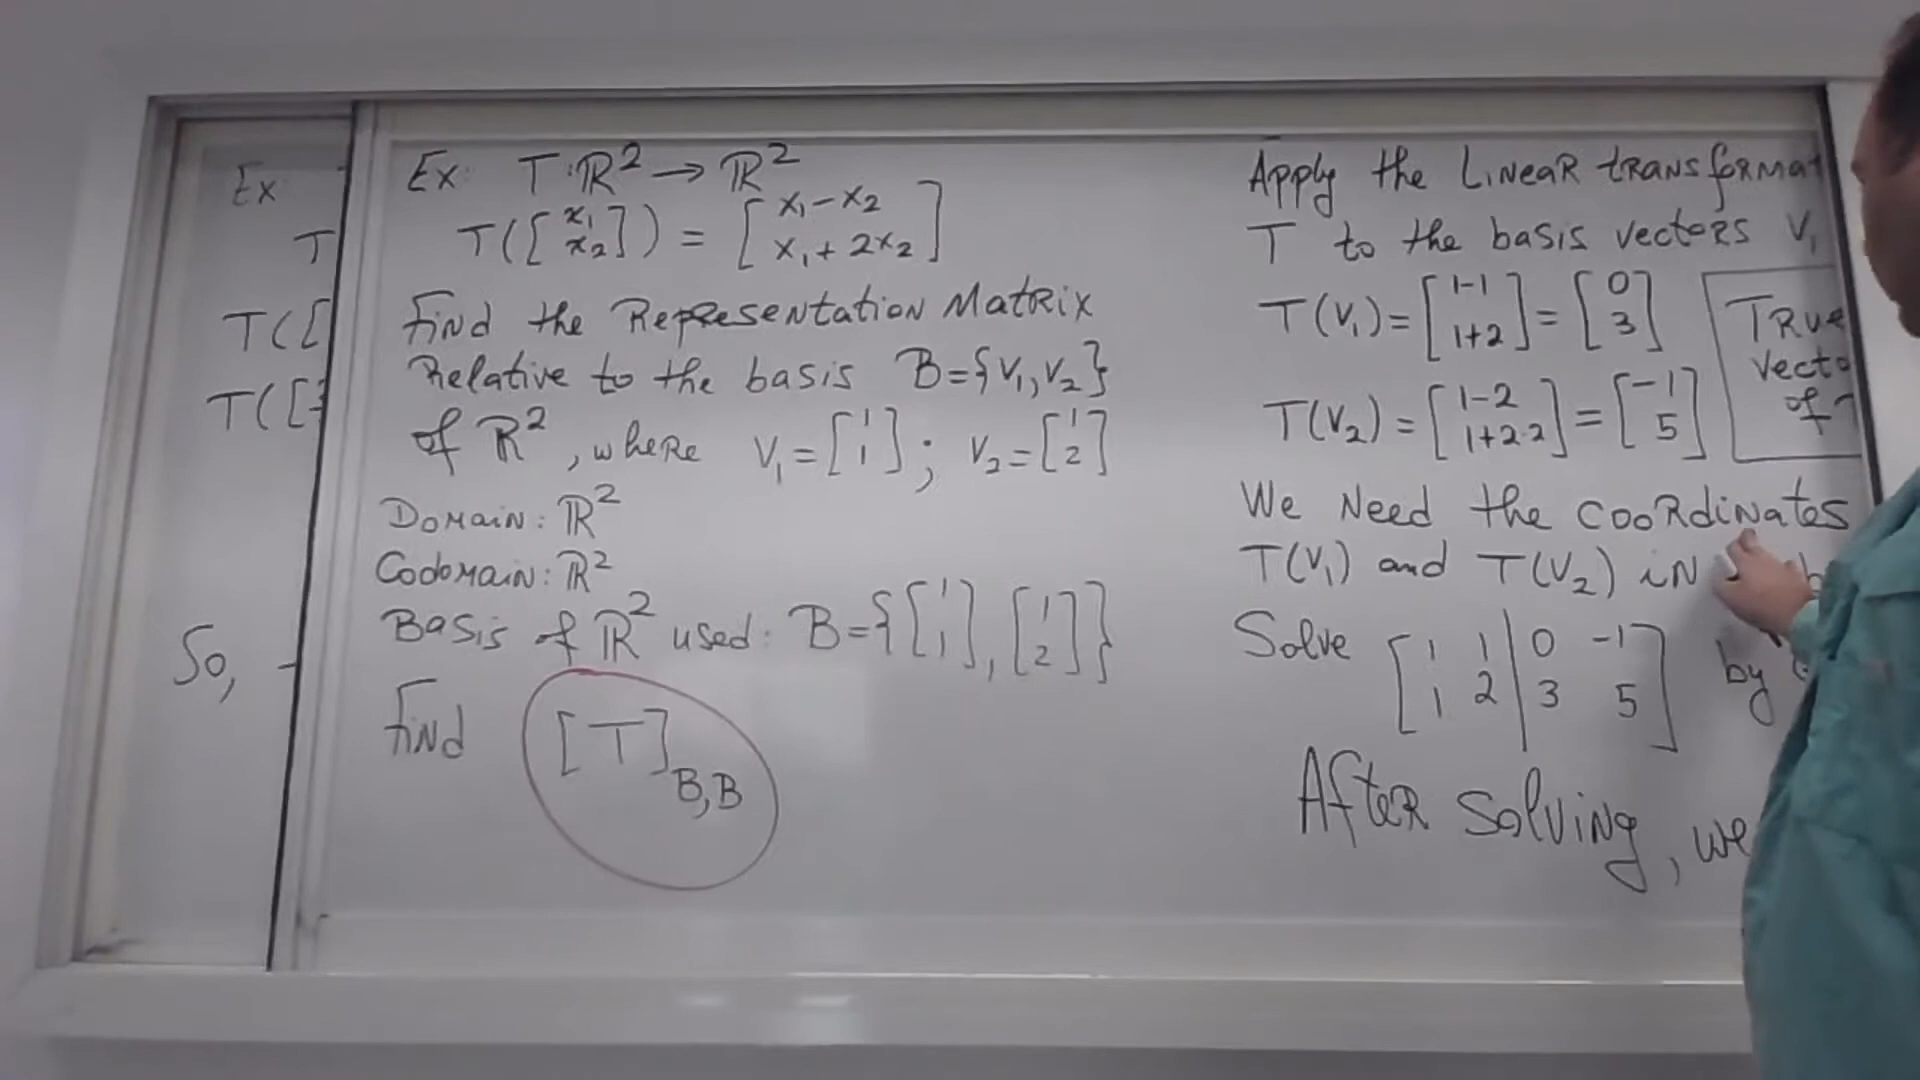 Ex
T
T([
T([
So,
Ex: T:ℝ² → ℝ²
T([x₁ x₂]) = [x₁-x₂ x₁+2x₂]
Find the Representation Matrix
Relative to the basis B={v₁,v₂}
of ℝ², where v₁=[1 1]; v₂=[1 2]
Domain: ℝ²
Codomain: ℝ²
Basis of ℝ² used: B={[1 1],[1 2]}
Find [T]B,B
Apply the Linear transformat
T to the basis vectors v₁
T(v₁)=[1-1 1+2]=[0 3]
T(v₂)=[1-2 1+2·2]=[-1 5]
True
vecto
of
We need the coordinates
T(v₁) and T(v₂) in
Solve [1 1 | 0 -1
1 2 | 3 5] by
After solving, we